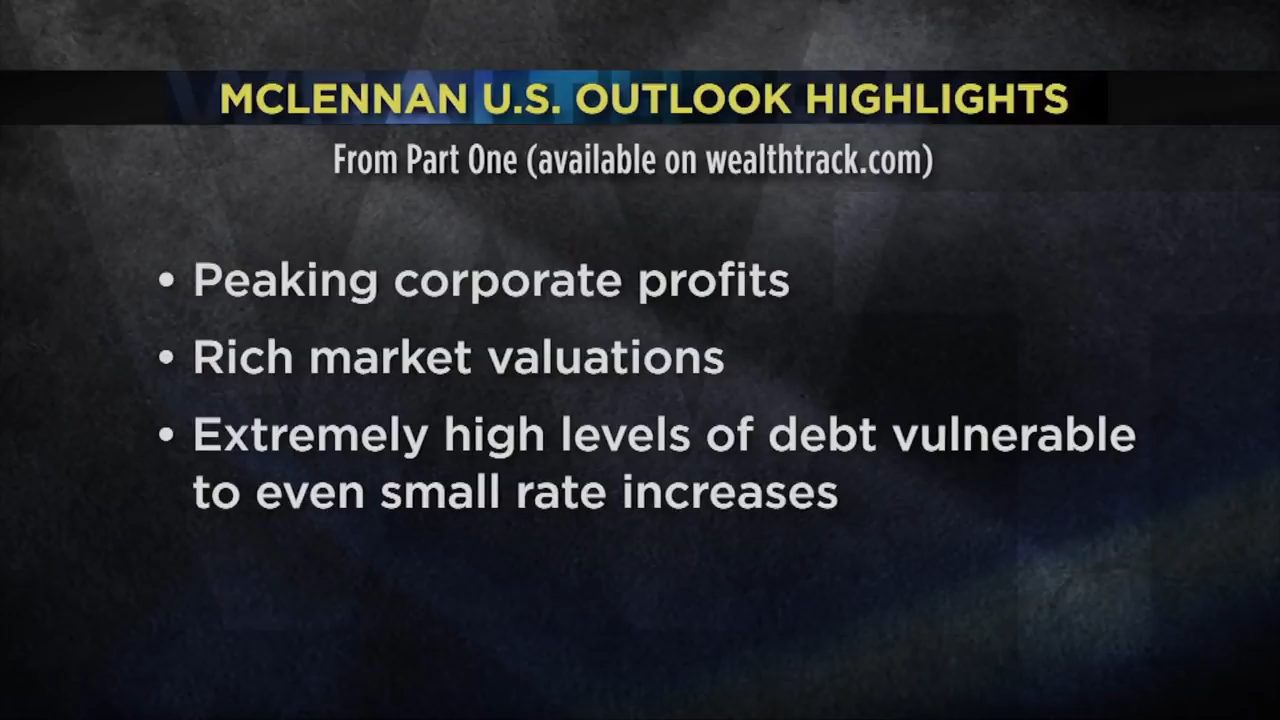 MCLENNAN U.S. OUTLOOK HIGHLIGHTS
From Part One (available on wealthtrack.com)
• Peaking corporate profits
• Rich market valuations
• Extremely high levels of debt vulnerable
to even small rate increases